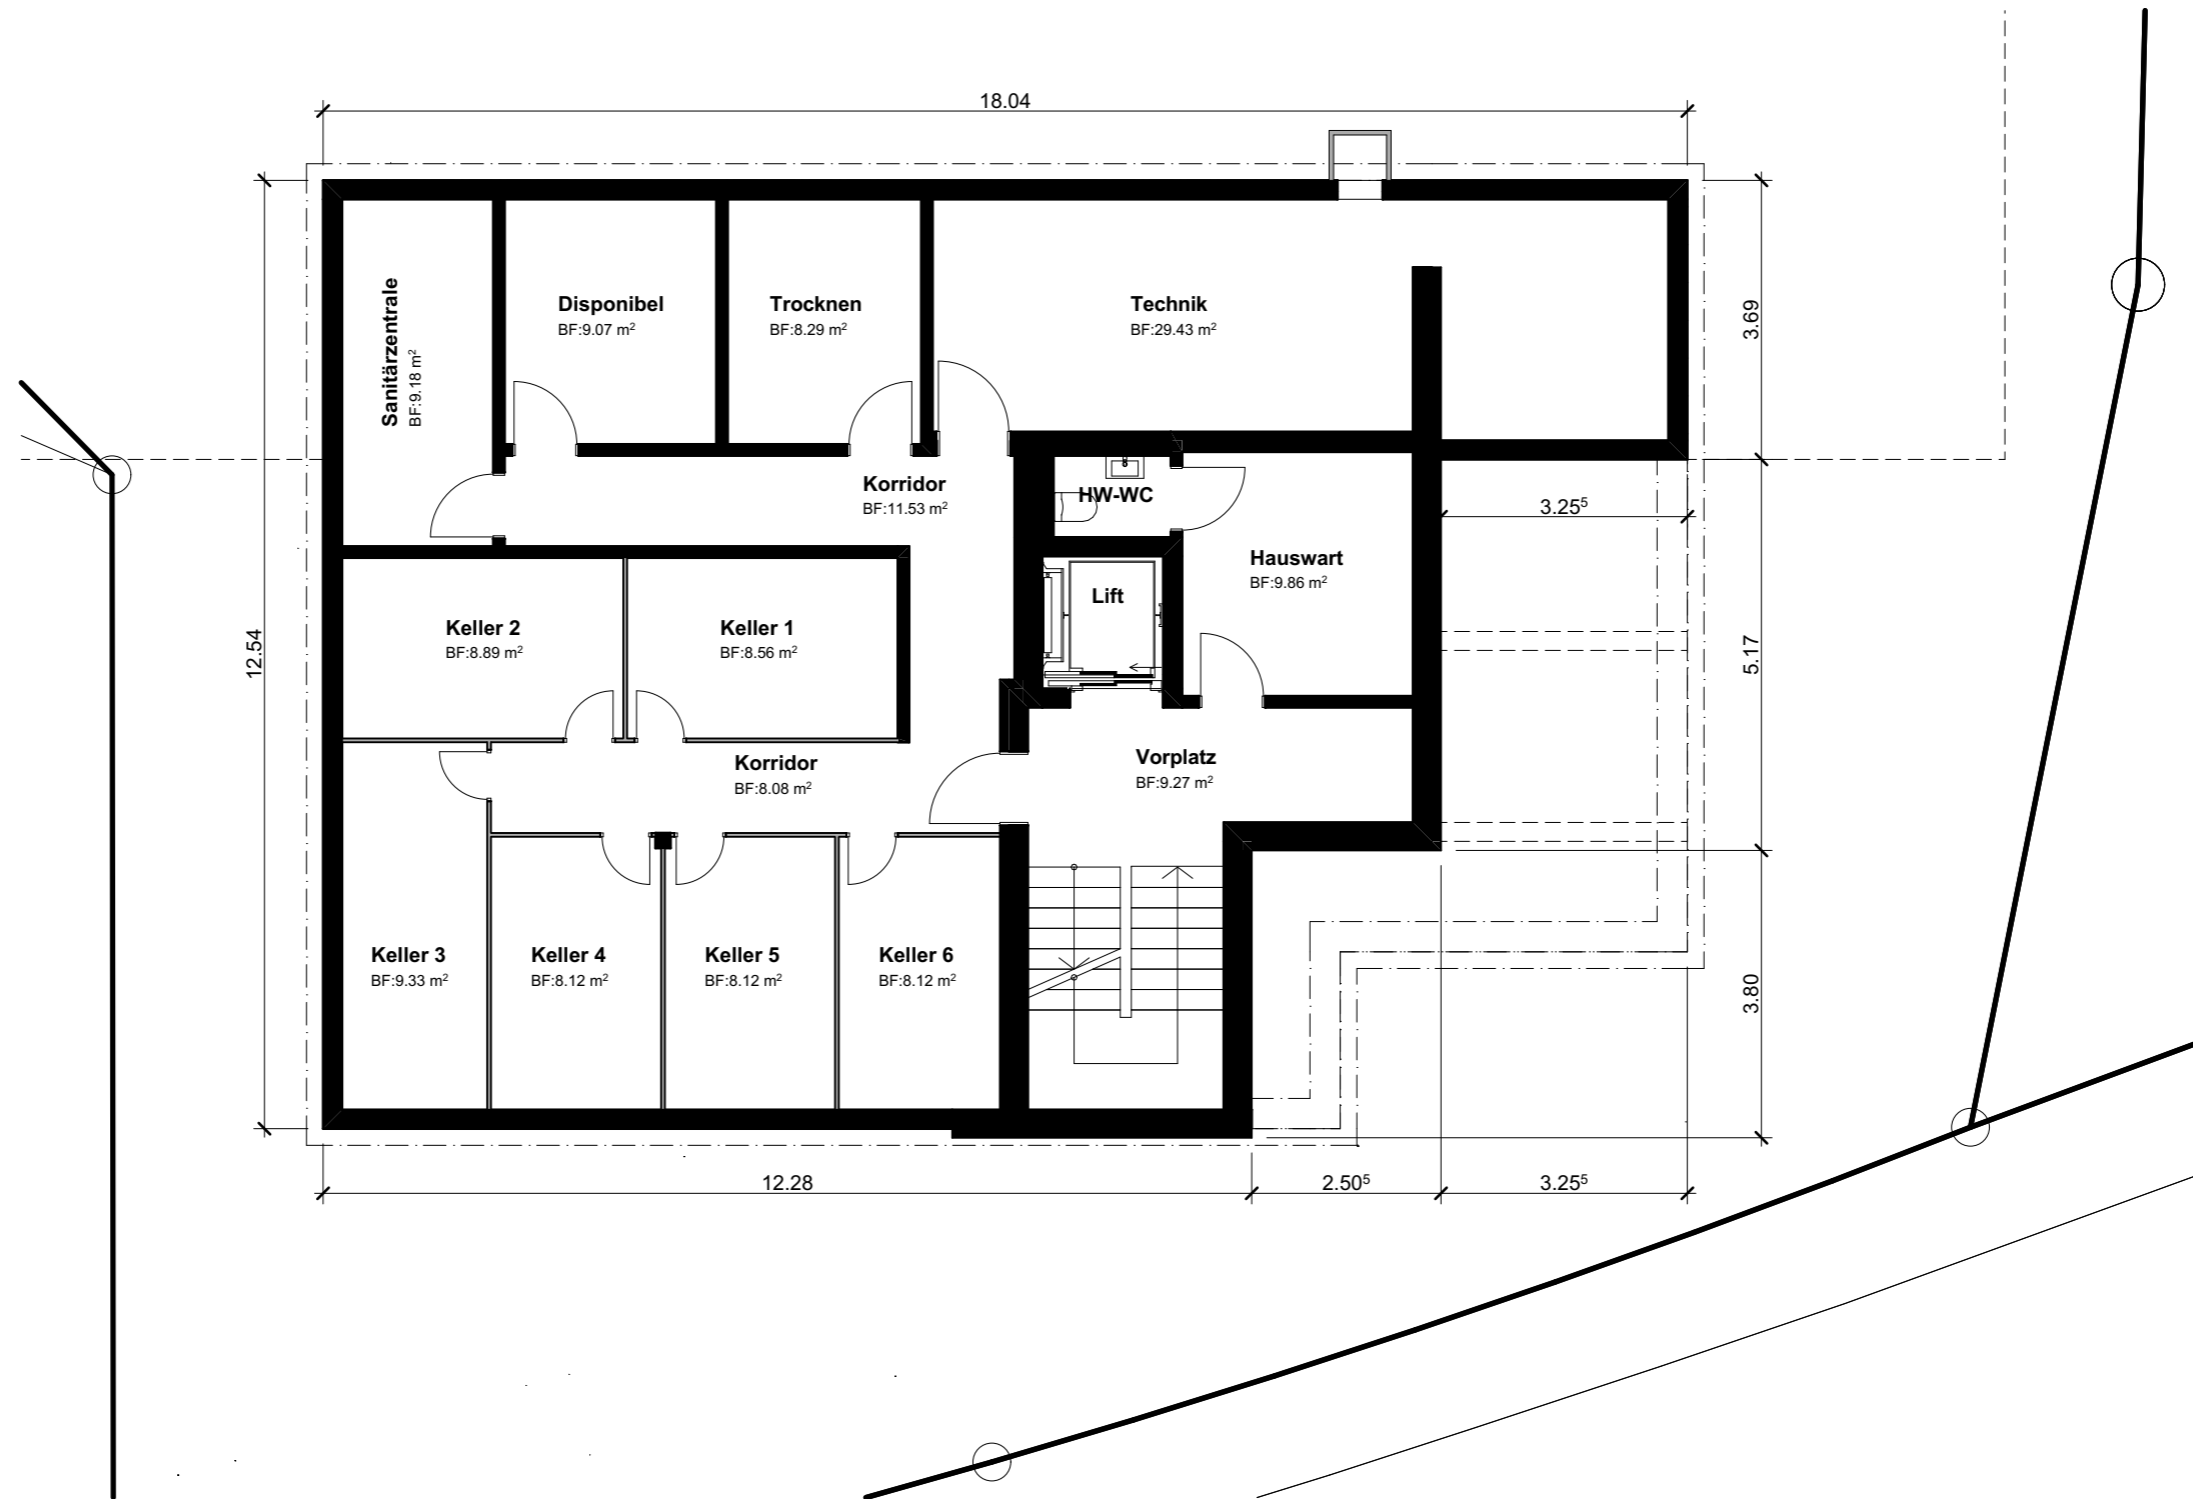 18.04
Sanitärzentrale
BF:9.18 m²
Disponibel
BF:9.07 m²
Trocknen
BF:8.29 m²
Technik
BF:29.43 m²
3.69
Korridor
BF:11.53 m²
HW-WC
3.25⁵
Hauswart
BF:9.86 m²
Lift
12.54
Keller 2
BF:8.89 m²
Keller 1
BF:8.56 m²
5.17
Korridor
BF:8.08 m²
Vorplatz
BF:9.27 m²
Keller 3
BF:9.33 m²
Keller 4
BF:8.12 m²
Keller 5
BF:8.12 m²
Keller 6
BF:8.12 m²
3.80
12.28
2.50⁵
3.25⁵